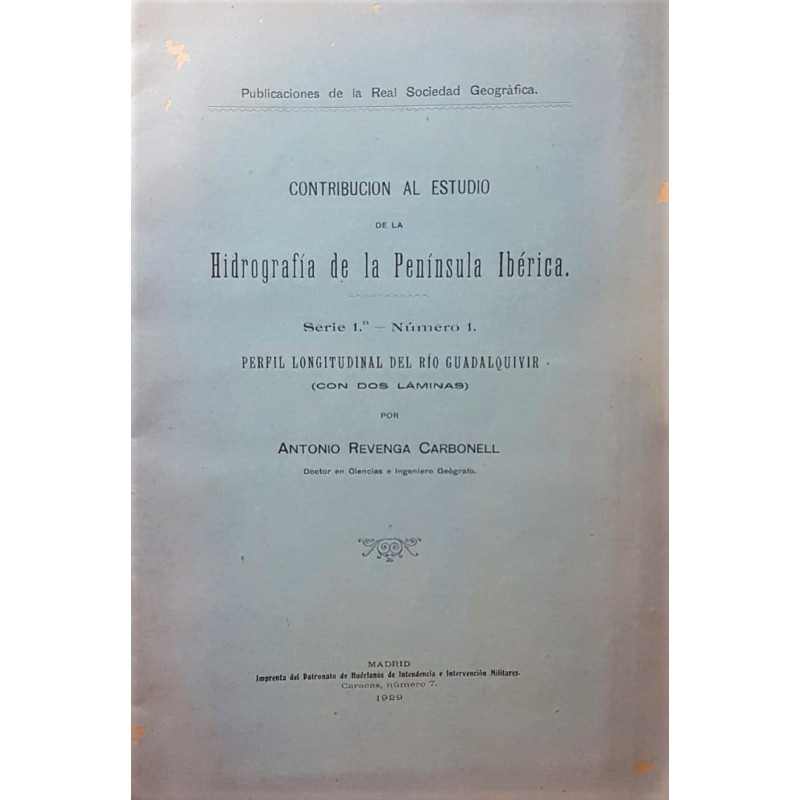 Publicaciones de la Real Sociedad Geográfica.
CONTRIBUCION AL ESTUDIO
DE LA
Hidrografía de la Península Ibérica.
Serie 1.ª – Número 1.
PERFIL LONGITUDINAL DEL RÍO GUADALQUIVIR
(CON DOS LÁMINAS)
POR
ANTONIO REVENGA CARBONELL
Doctor en Ciencias e Ingeniero Geógrafo.
MADRID
Imprenta del Patronato de Huérfanos de Intendencia e Intervención Militares.
Caracas, número 7.
1929